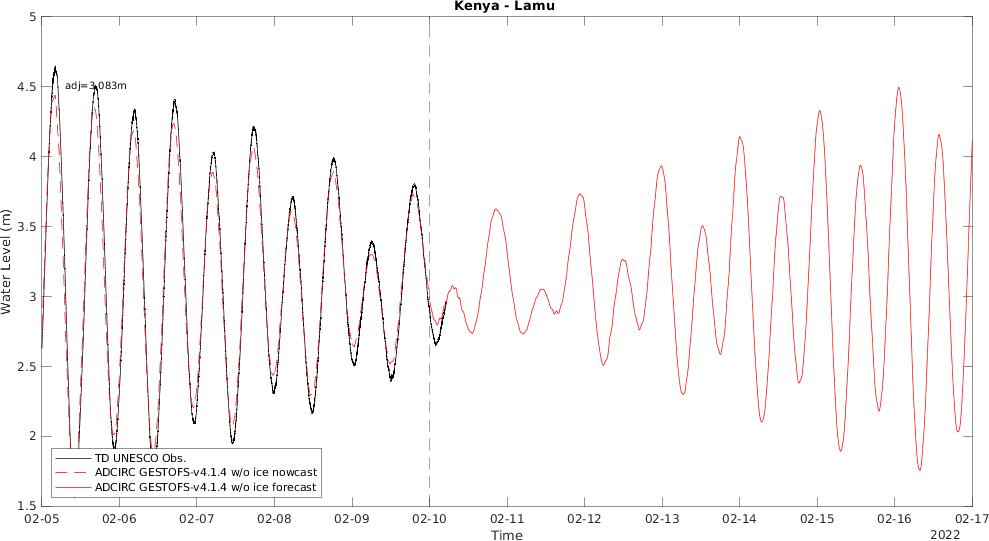 Kenya - Lamu
5
4.5
4
3.5
3
2.5
2
1.5
Water Level (m)
adj=3.083m
TD UNESCO Obs.
ADCIRC GESTOFS-v4.1.4 w/o ice nowcast
ADCIRC GESTOFS-v4.1.4 w/o ice forecast
02-05 02-06 02-07 02-08 02-09 02-10 02-11 02-12 02-13 02-14 02-15 02-16 02-17
Time
2022